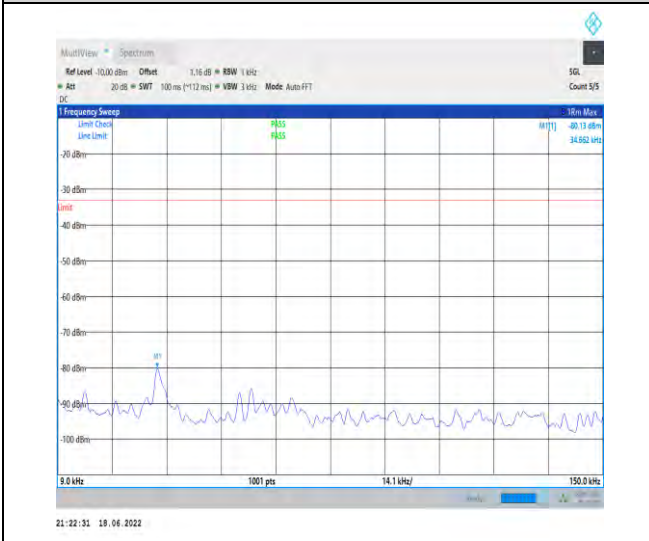 MultiView Spectrum
Ref Level -10.00 dBm Offset 1.16 dB RBW 1 kHz SGL
Att 20 dB SWT 100 ms (~112 ms) VBW 3 kHz Mode Auto FFT Count 5/5
DC
1 Frequency Sweep 1Rm Max
Limit Check PASS M1[1] -80.13 dBm
Line Limit PASS 34.662 kHz
-20 dBm
-30 dBm
Limit
-40 dBm
-50 dBm
-60 dBm
-70 dBm
M1
-80 dBm
-90 dBm
-100 dBm
9.0 kHz 1001 pts 14.1 kHz/ 150.0 kHz
21:22:31 18.06.2022